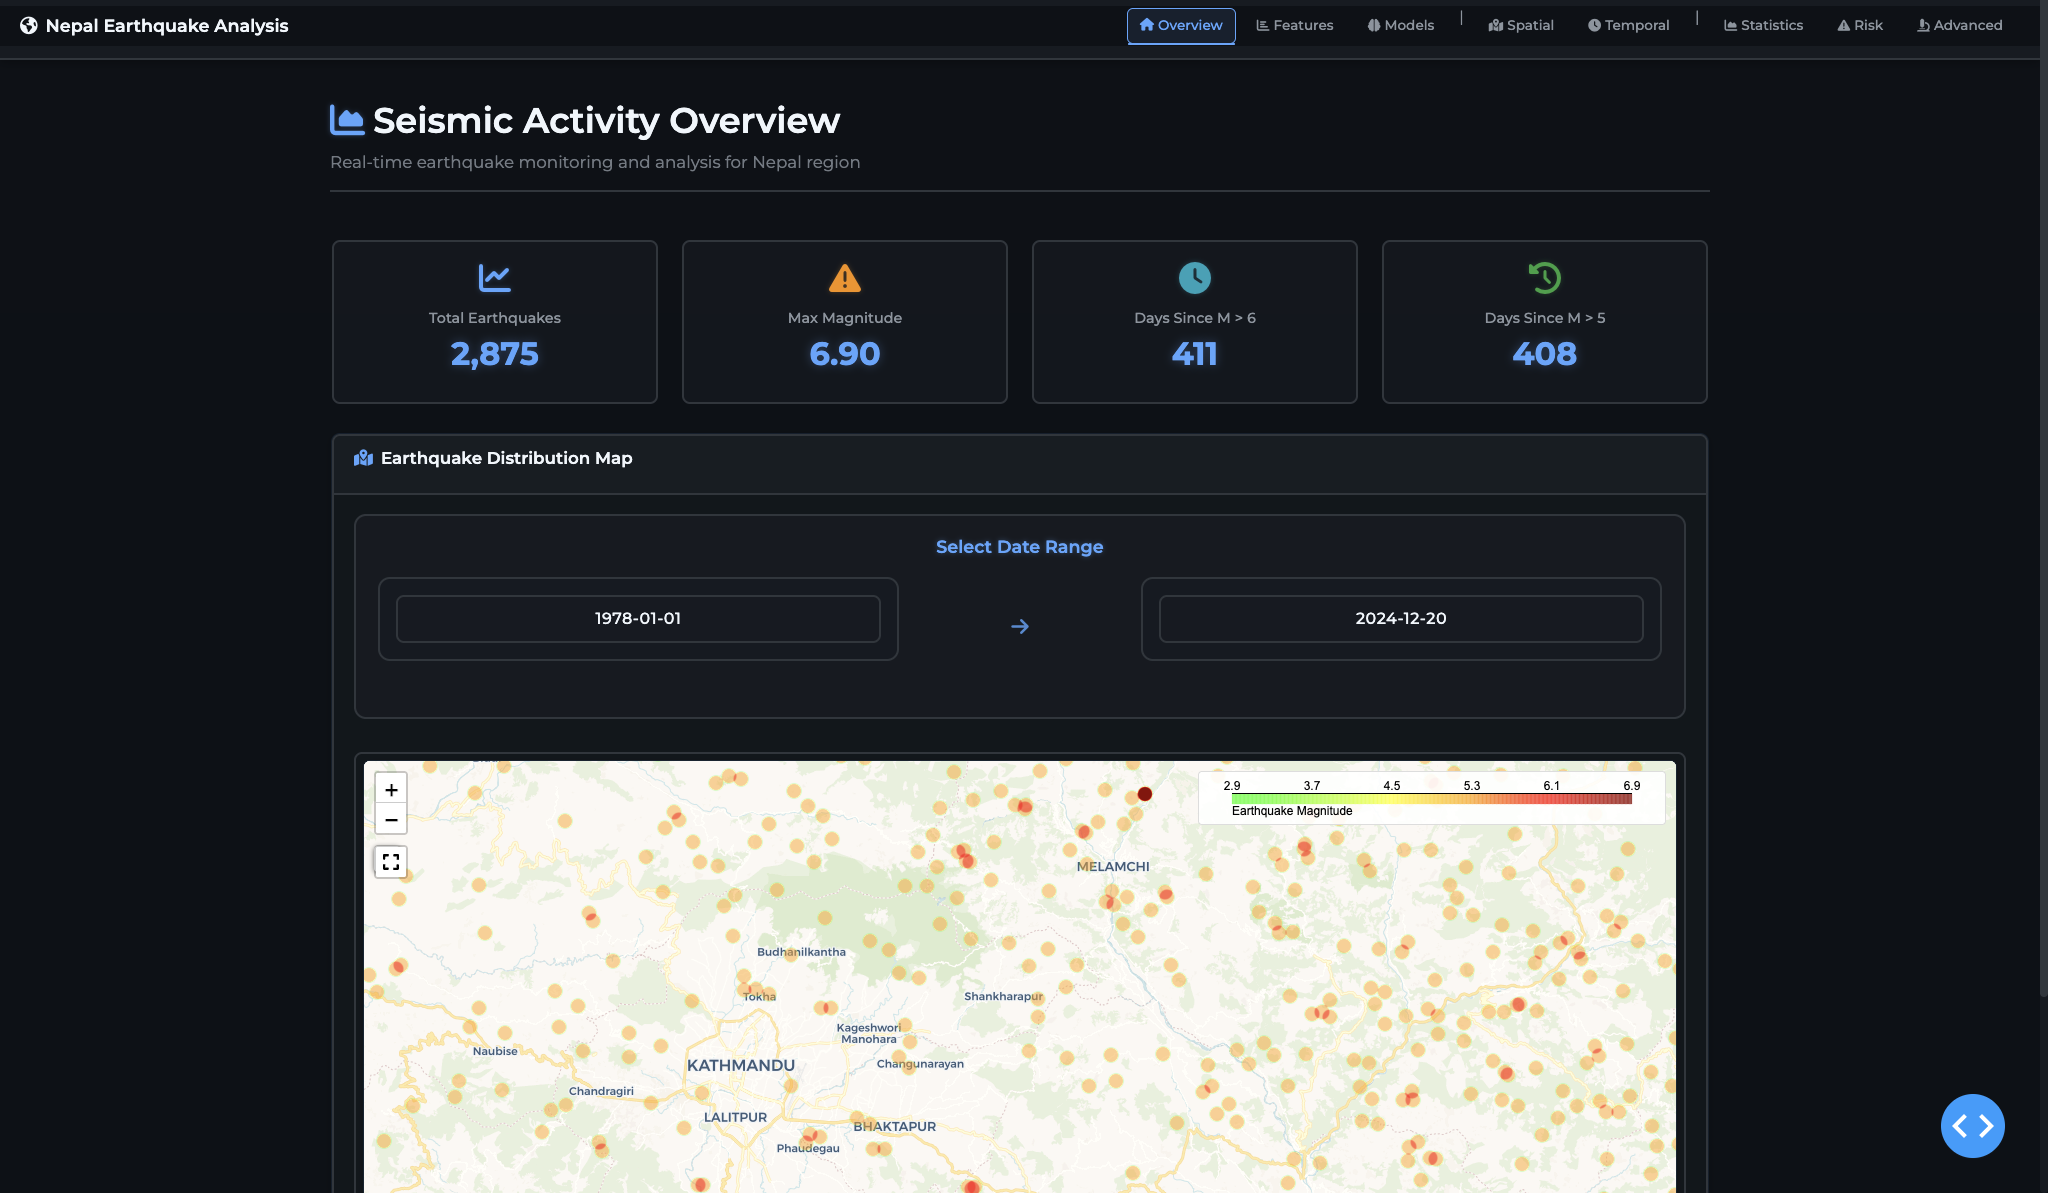 Nepal Earthquake Analysis
Overview
Features
Models
Spatial
Temporal
Statistics
Risk
Advanced
Seismic Activity Overview
Real-time earthquake monitoring and analysis for Nepal region
Total Earthquakes
2,875
Max Magnitude
6.90
Days Since M > 6
411
Days Since M > 5
408
Earthquake Distribution Map
Select Date Range
1978-01-01
→
2024-12-20
+
−
2.9 3.7 4.5 5.3 6.1 6.9
Earthquake Magnitude
MELAMCHI
Budhanilkantha
Tokha
Shankharapur
Kageshwori
Manohara
Naubise
KATHMANDU
Changunarayan
Chandragiri
LALITPUR
BHAKTAPUR
Phaudegau